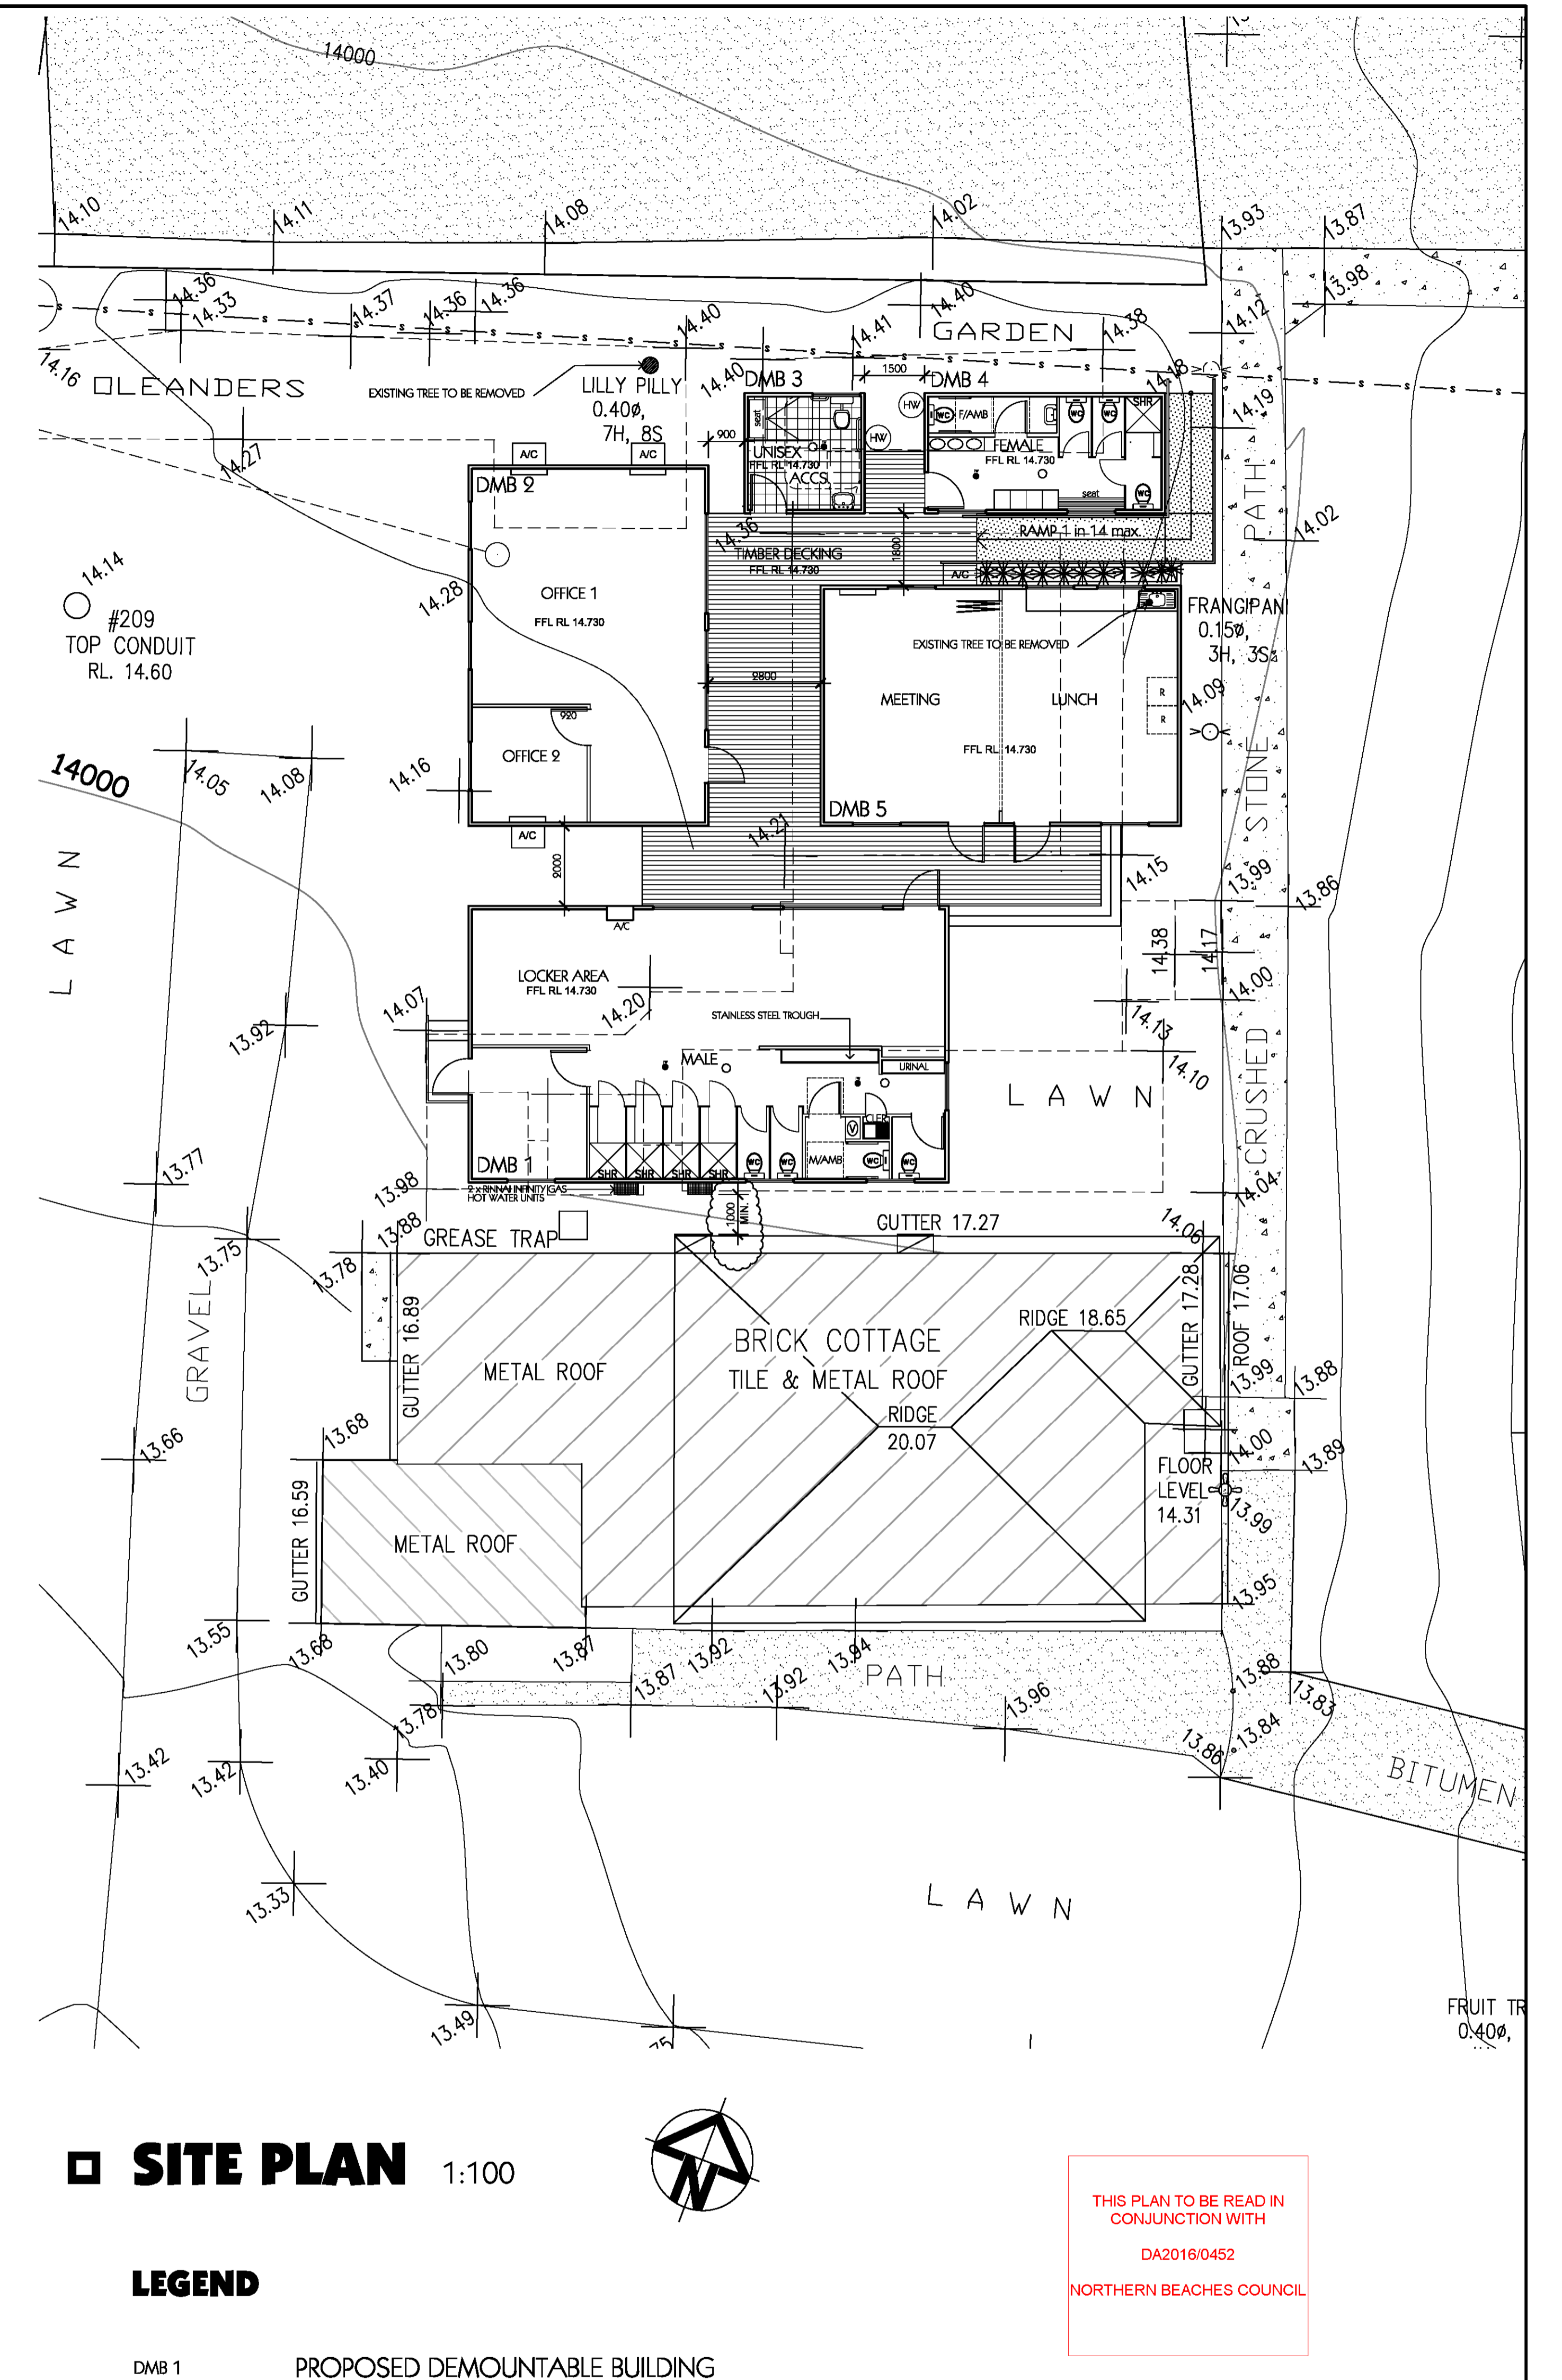 14000
14.10
14.11
14.08
14.02
13.93
13.87
14.36
14.33
14.37
14.36
14.36
14.40
14.41
14.40
14.38
14.12
13.98
GARDEN
14.16
OLEANDERS
EXISTING TREE TO BE REMOVED
LILLY PILLY
0.40ø,
7H, 8S
14.40
DMB 3
1500
DMB 4
14.18
14.19
14.27
A/C
A/C
900
seat
UNISEX
FFL RL 14.730
ACCS
HW
HW
WC
F/AMB
FEMALE
FFL RL 14.730
WC
WC
SHR
seat
WC
DMB 2
14.36
TIMBER DECKING
FFL RL 14.730
1800
RAMP 1 in 14 max.
A/C
14.02
PATH
14.14
#209
TOP CONDUIT
RL. 14.60
14.28
OFFICE 1
FFL RL 14.730
EXISTING TREE TO BE REMOVED
FRANGIPANI
0.15ø,
3H, 3S
2800
MEETING
LUNCH
R
R
14.09
FFL RL 14.730
920
OFFICE 2
14000
14.05
14.08
14.16
A/C
DMB 5
STONE
14.21
2000
14.15
13.99
13.86
LAWN
A/C
14.38
14.17
14.00
LOCKER AREA
FFL RL 14.730
14.07
14.20
STAINLESS STEEL TROUGH
14.13
13.92
MALE
URINAL
14.10
LAWN
CRUSHED
CLER
V
DMB 1
SHR
SHR
SHR
SHR
WC
WC
M/AMB
WC
WC
13.77
13.98
2 x RINNAI INFINITY GAS
HOT WATER UNITS
1000
MIN.
14.04
13.88
GREASE TRAP
GUTTER 17.27
14.06
13.75
13.78
GUTTER 16.89
GRAVEL
METAL ROOF
BRICK COTTAGE
TILE & METAL ROOF
RIDGE
20.07
RIDGE 18.65
GUTTER 17.28
ROOF 17.06
13.99
13.88
13.66
13.68
14.00
13.89
FLOOR
LEVEL
14.31
13.99
GUTTER 16.59
METAL ROOF
13.95
13.55
13.68
13.80
13.87
13.92
13.94
13.87
13.92
PATH
13.88
13.83
13.78
13.96
13.84
13.86
13.42
13.42
13.40
BITUMEN
13.33
LAWN
13.49
75
FRUIT TR
0.40ø,
SITE PLAN 1:100
N
THIS PLAN TO BE READ IN
CONJUNCTION WITH
DA2016/0452
NORTHERN BEACHES COUNCIL
LEGEND
DMB 1 PROPOSED DEMOUNTABLE BUILDING